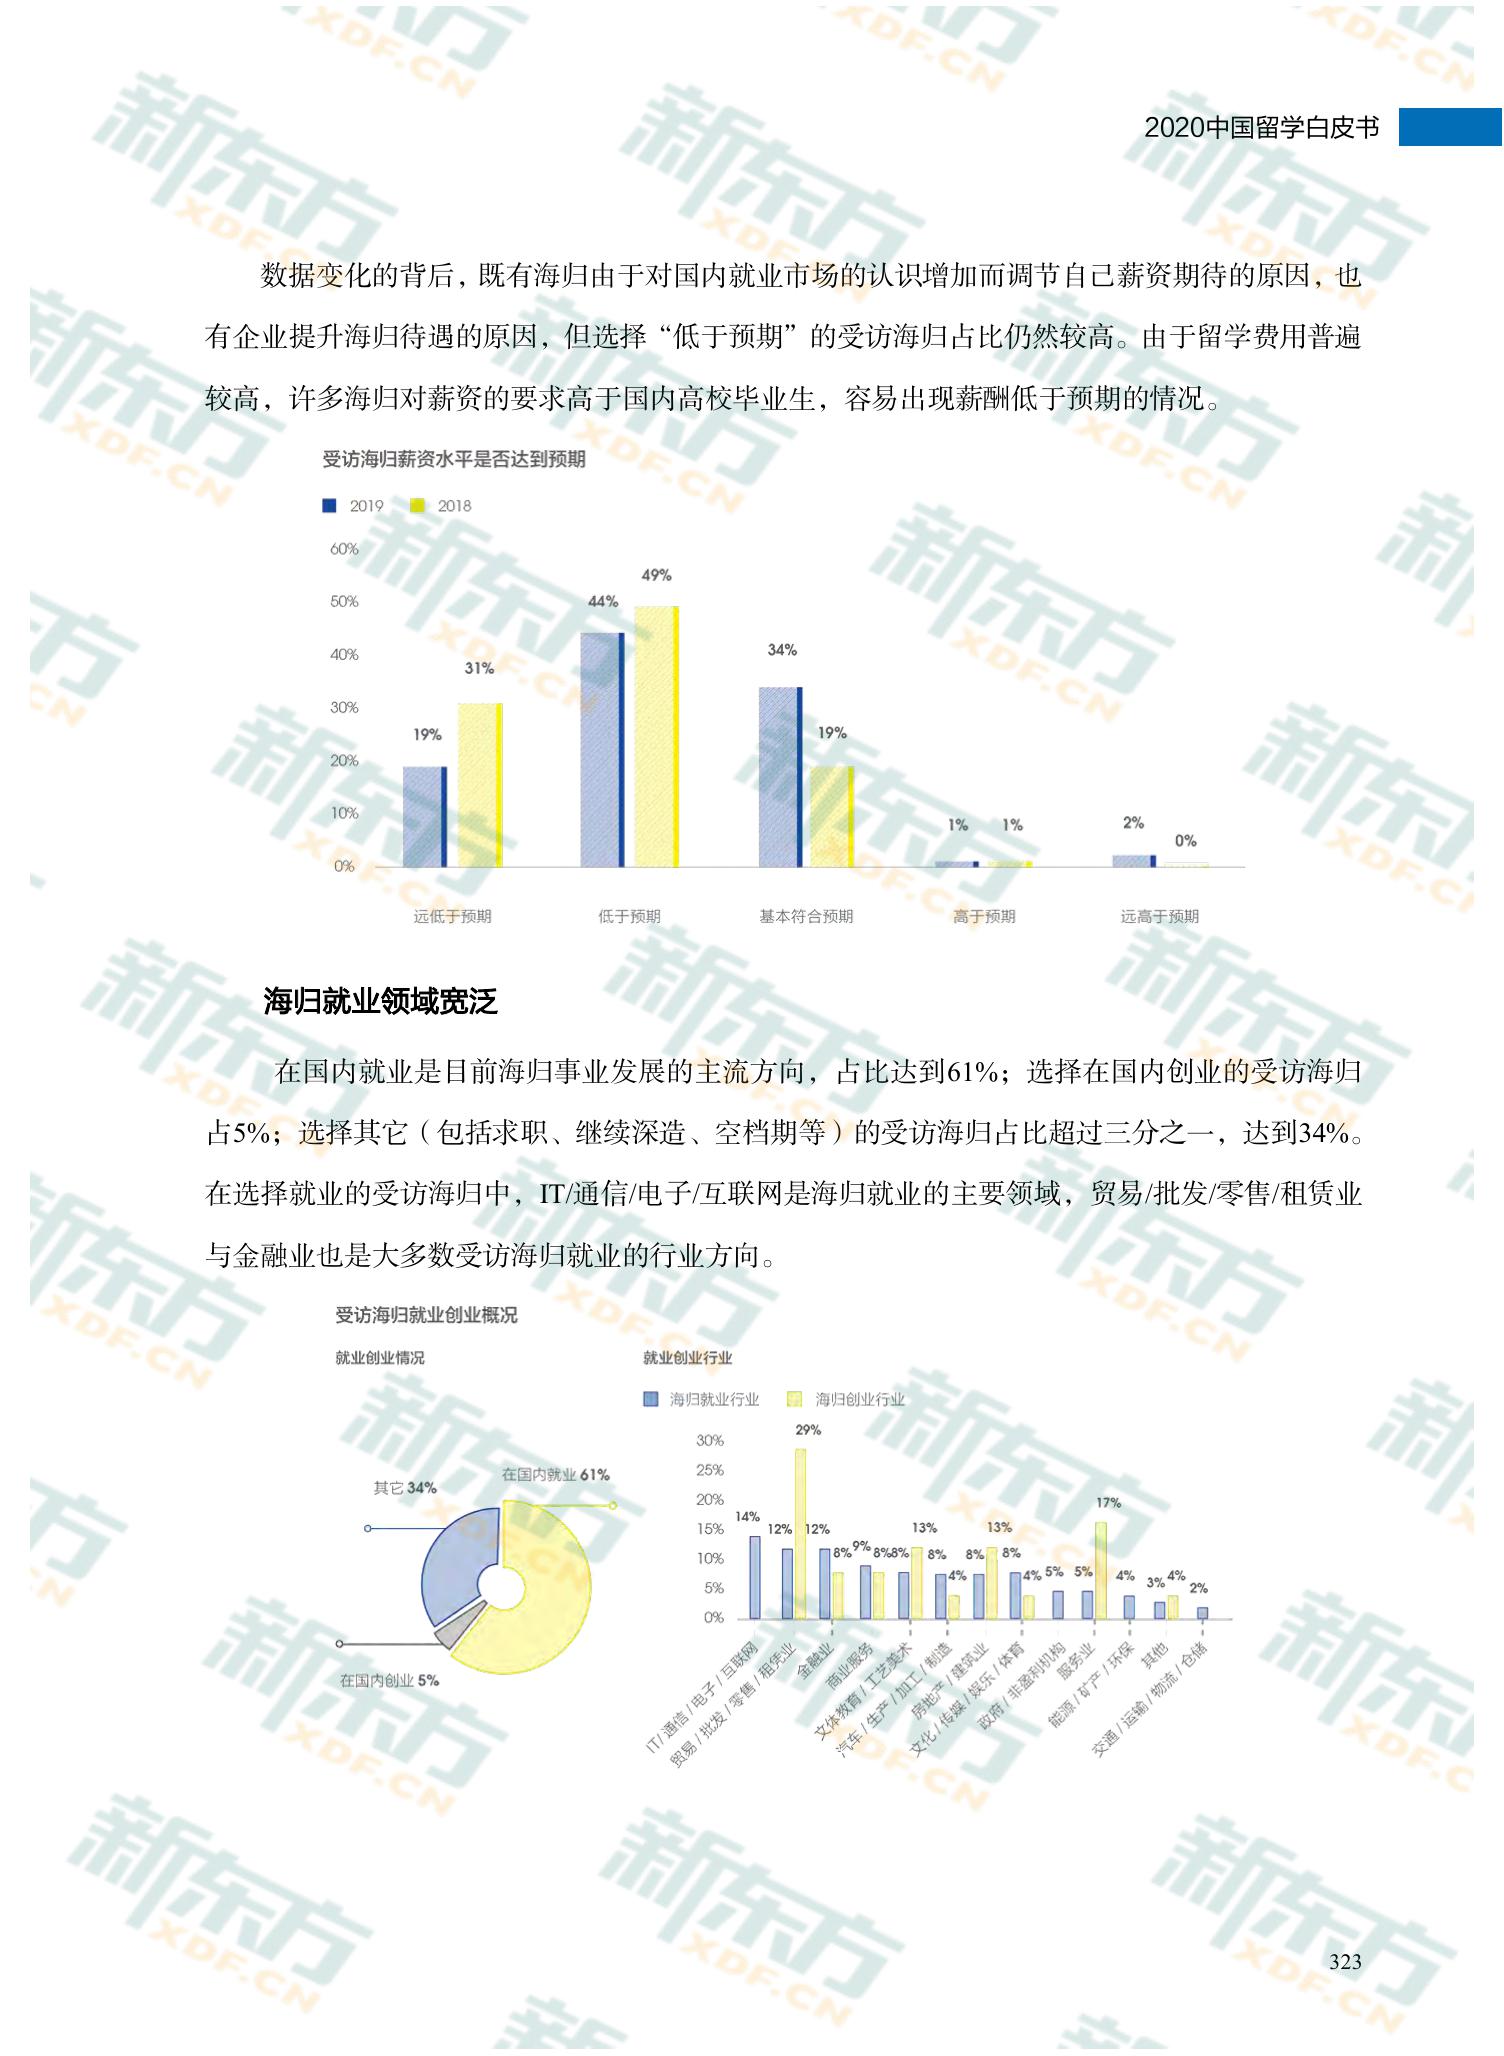 2020中国留学白皮书
数据变化的背后，既有海归由于对国内就业市场的认识增加而调节自己薪资期待的原因，也
有企业提升海归待遇的原因，但选择“低于预期”的受访海归占比仍然较高。由于留学费用普遍
较高，许多海归对薪资的要求高于国内高校毕业生，容易出现薪酬低于预期的情况。
受访海归薪资水平是否达到预期
2019 2018
60%
50%
40%
30%
20%
10%
0%
19% 31% 44% 49% 34% 19% 1% 1% 2% 0%
远低于预期 低于预期 基本符合预期 高于预期 远高于预期
海归就业领域宽泛
在国内就业是目前海归事业发展的主流方向，占比达到61%；选择在国内创业的受访海归
占5%；选择其它（包括求职、继续深造、空档期等）的受访海归占比超过三分之一，达到34%。
在选择就业的受访海归中，IT/通信/电子/互联网是海归就业的主要领域，贸易/批发/零售/租赁业
与金融业也是大多数受访海归就业的行业方向。
受访海归就业创业概况
就业创业情况
其它 34%
在国内就业 61%
在国内创业 5%
就业创业行业
海归就业行业 海归创业行业
30%
25%
20%
15%
10%
5%
0%
14% 12% 29% 12% 8% 9% 8% 8% 13% 8% 4% 8% 13% 8% 4% 5% 5% 17% 4% 3% 4% 2%
IT/通信/电子/互联网
贸易/批发/零售/租凭业
金融业
商业服务
文体教育/工艺美术
汽车/生产/加工/制造
房地产/建筑业
文化/传媒/娱乐/体育
政府/非盈利机构
服务业
能源/矿产/环保
其他
交通/运输/物流/仓储
323
新东方
XDF.CN